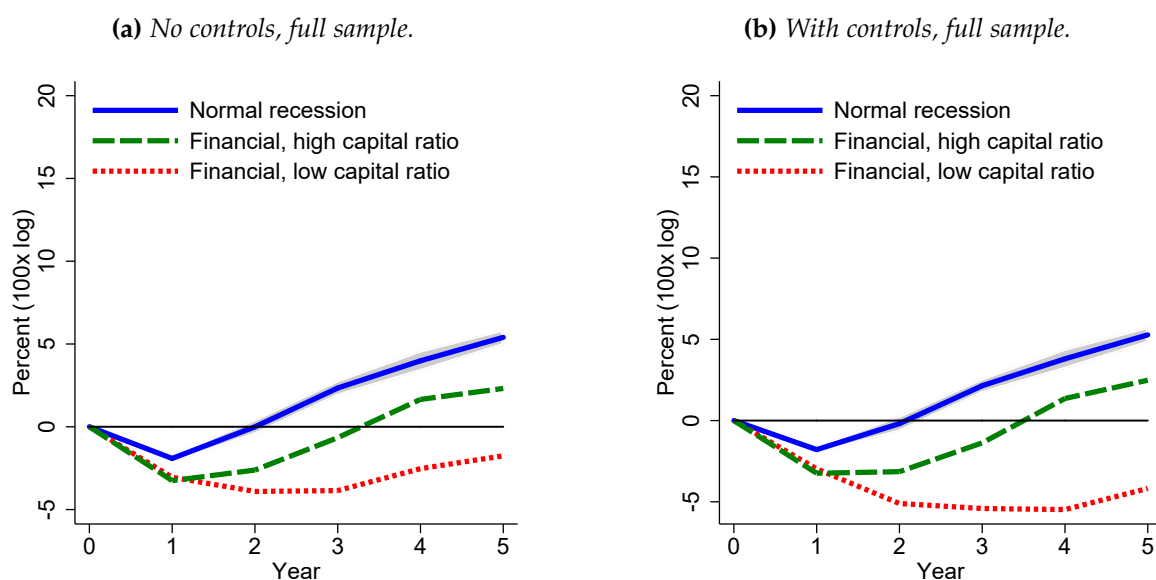 (a) No controls, full sample.
20
15
10
5
0
-5
Percent (100x log)
Normal recession
Financial, high capital ratio
Financial, low capital ratio
0 1 2 3 4 5
Year
(b) With controls, full sample.
20
15
10
5
0
-5
Percent (100x log)
Normal recession
Financial, high capital ratio
Financial, low capital ratio
0 1 2 3 4 5
Year